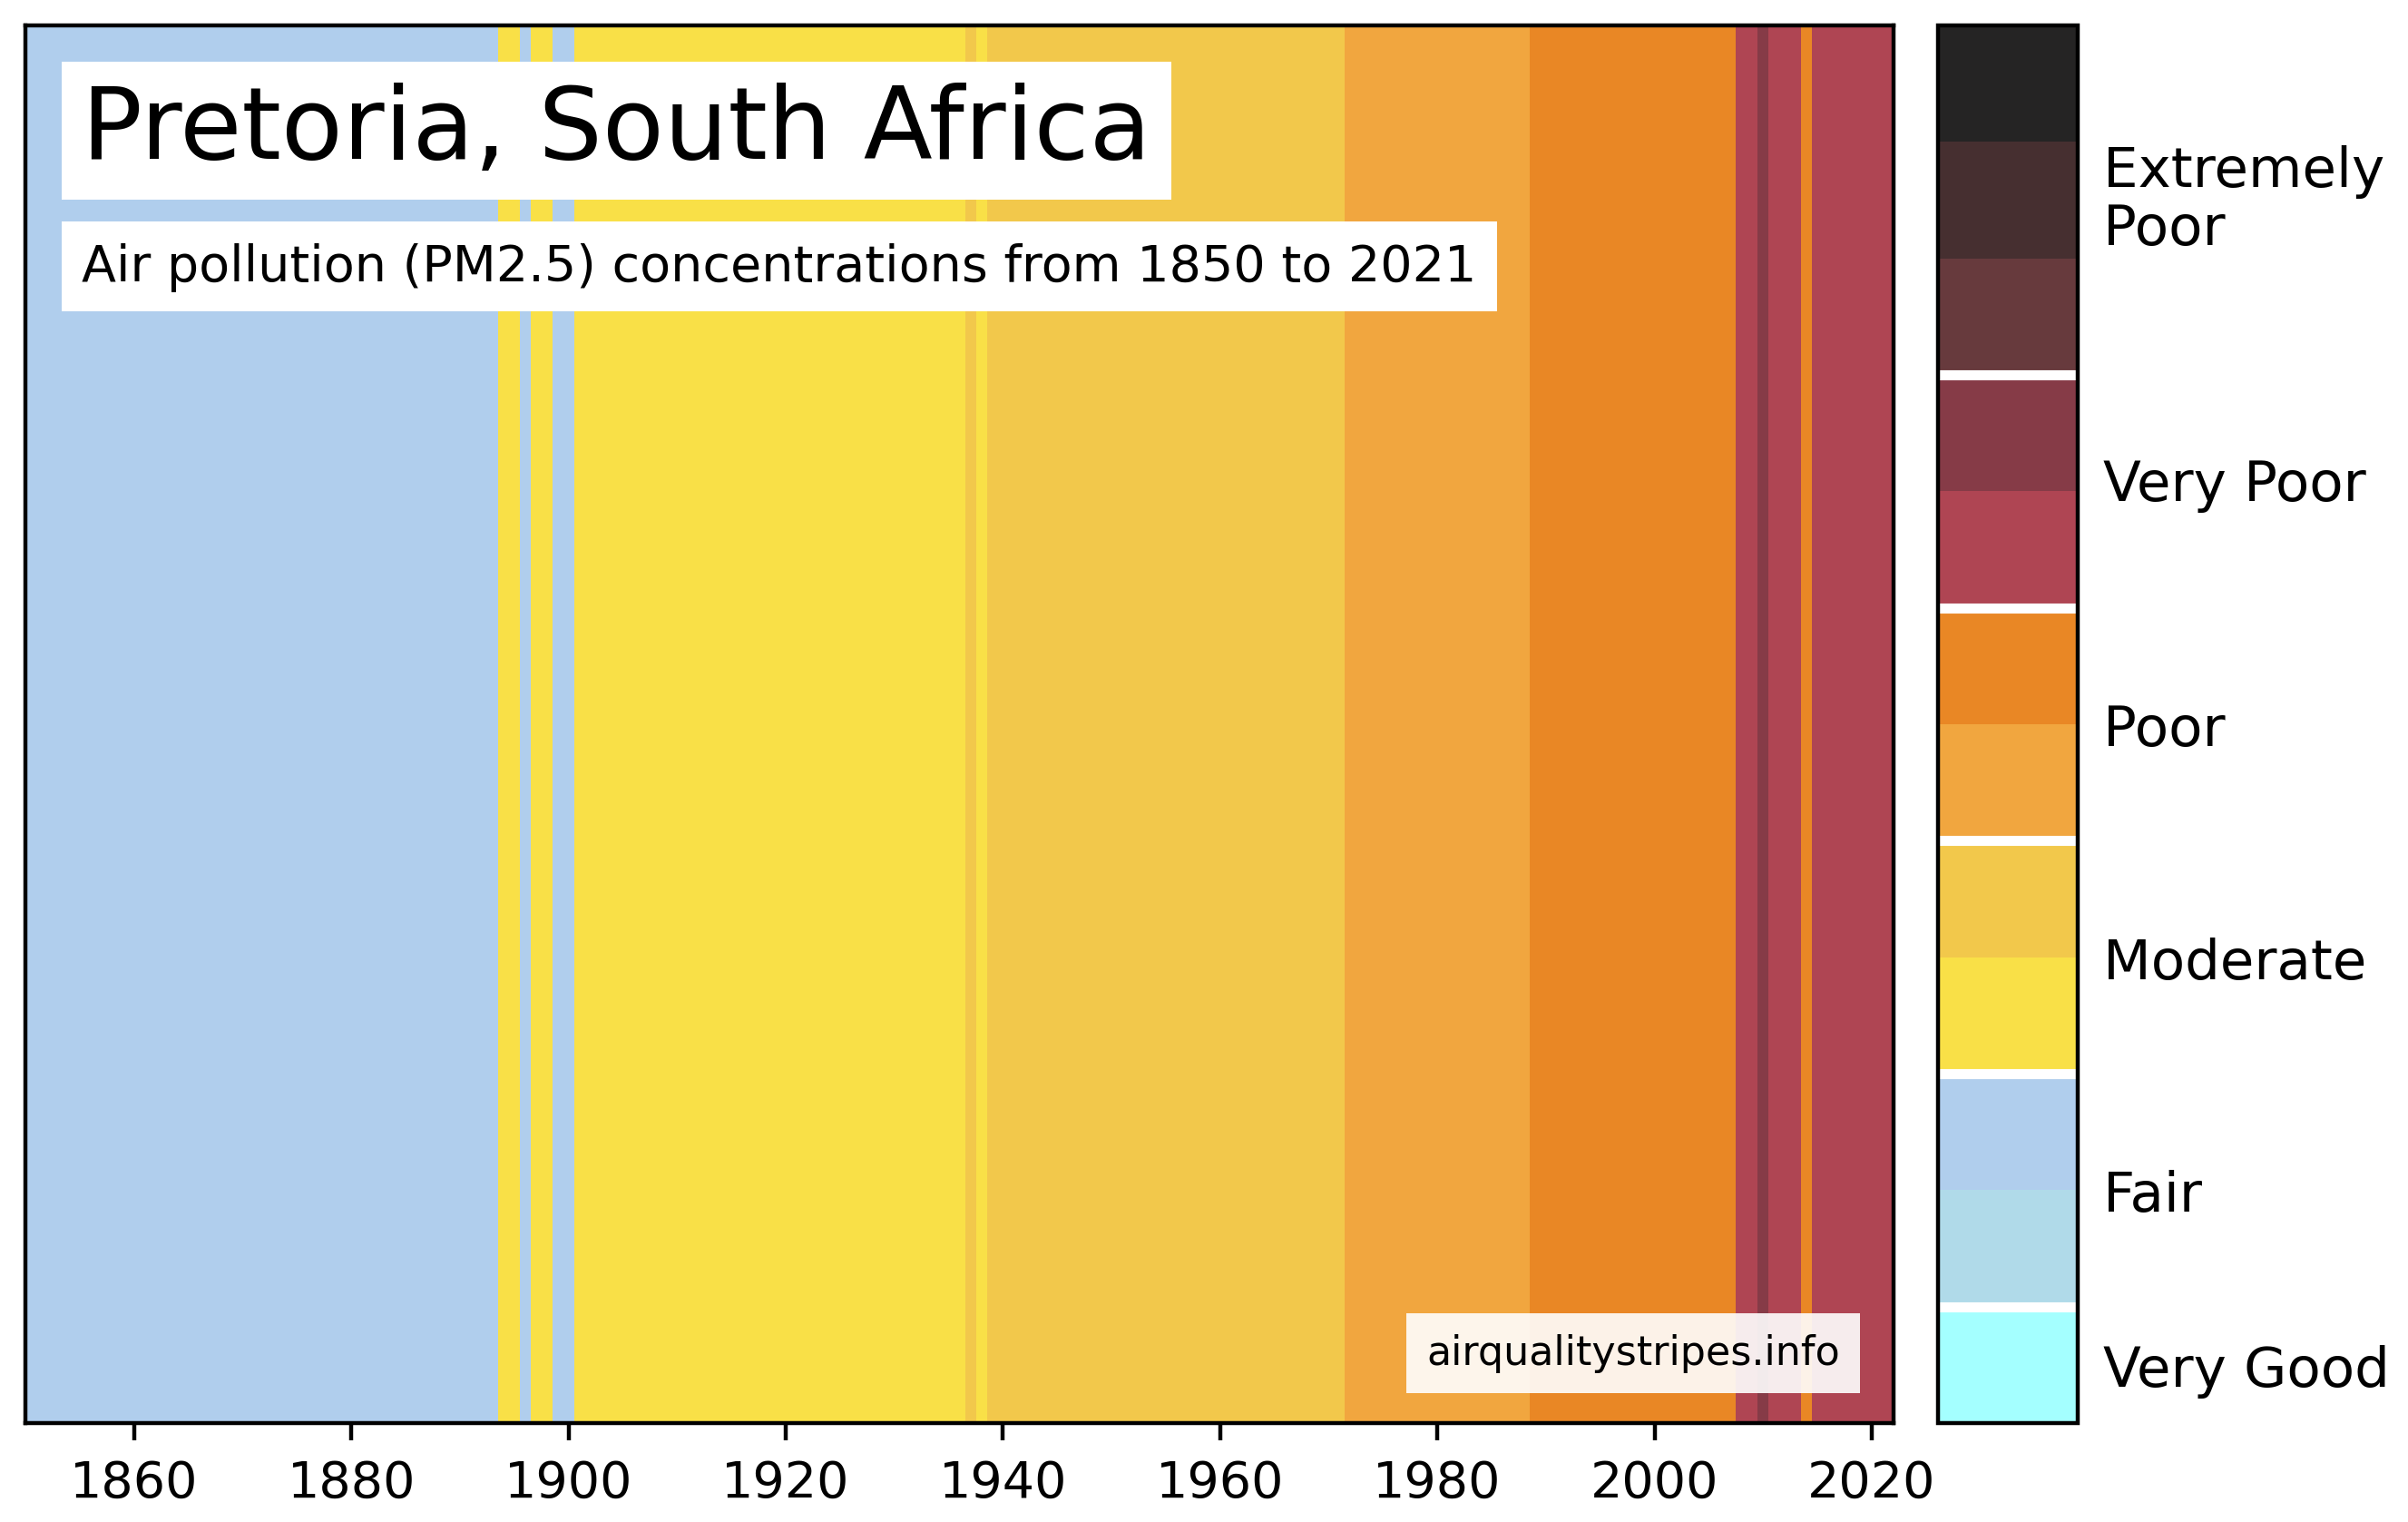 Pretoria, South Africa
Air pollution (PM2.5) concentrations from 1850 to 2021
airqualitystripes.info
1860 1880 1900 1920 1940 1960 1980 2000 2020
Extremely
Poor
Very Poor
Poor
Moderate
Fair
Very Good